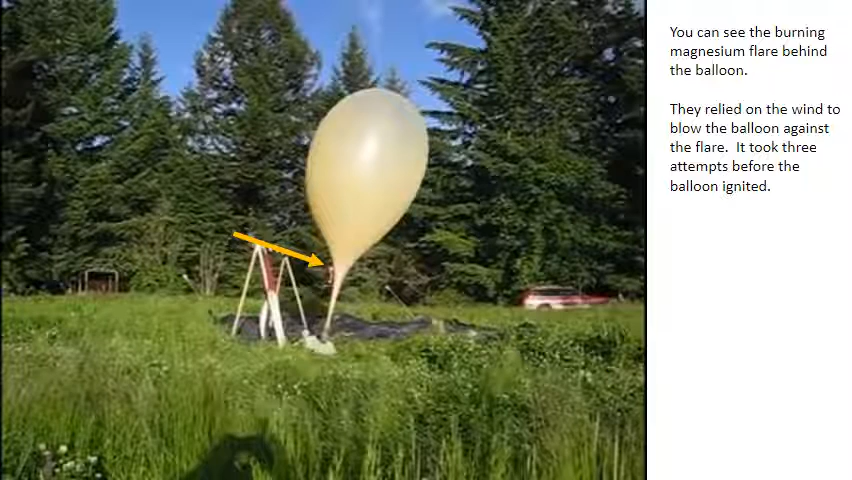 You can see the burning
magnesium flare behind
the balloon.
They relied on the wind to
blow the balloon against
the flare.  It took three
attempts before the
balloon ignited.